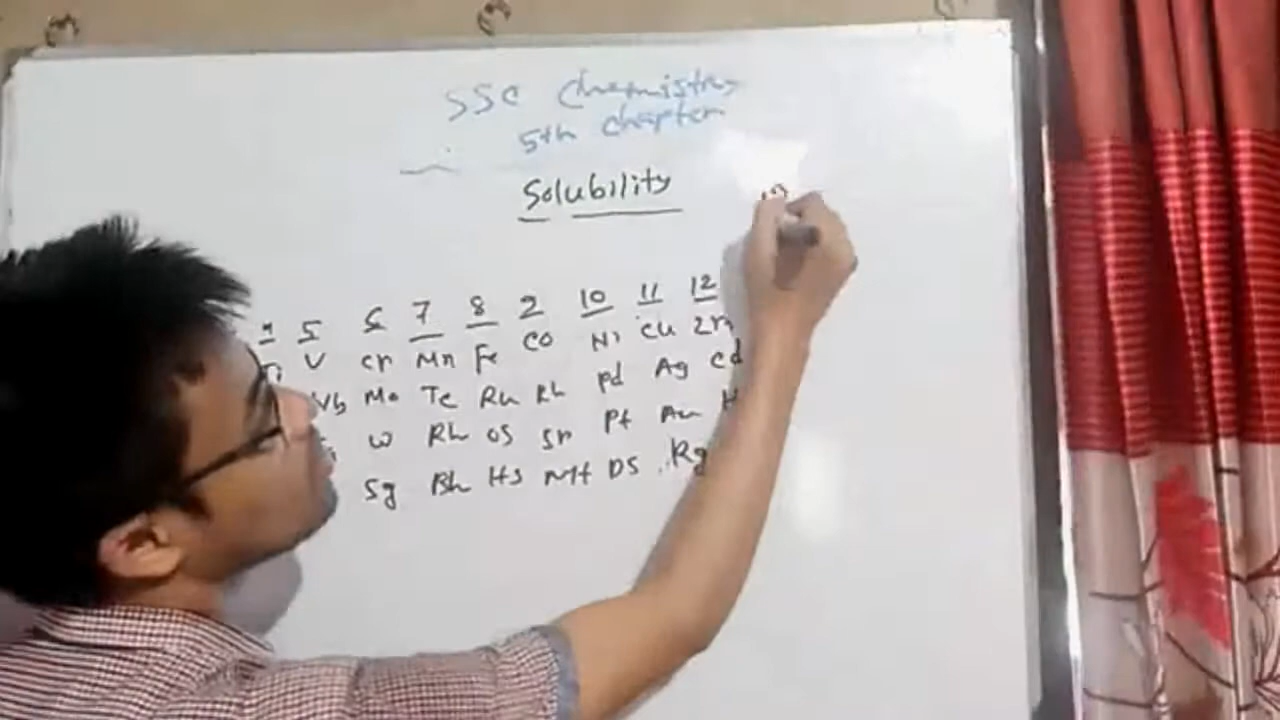 SSC Chemistry
5th chapter
Solubility
5 6 7 8 9 10 11 12
V Cr Mn Fe Co Ni Cu Zn
Nb Mo Tc Ru Rh Pd Ag Cd
W Rh OS Pt Au H
Sg Bh HS Mt DS Rg